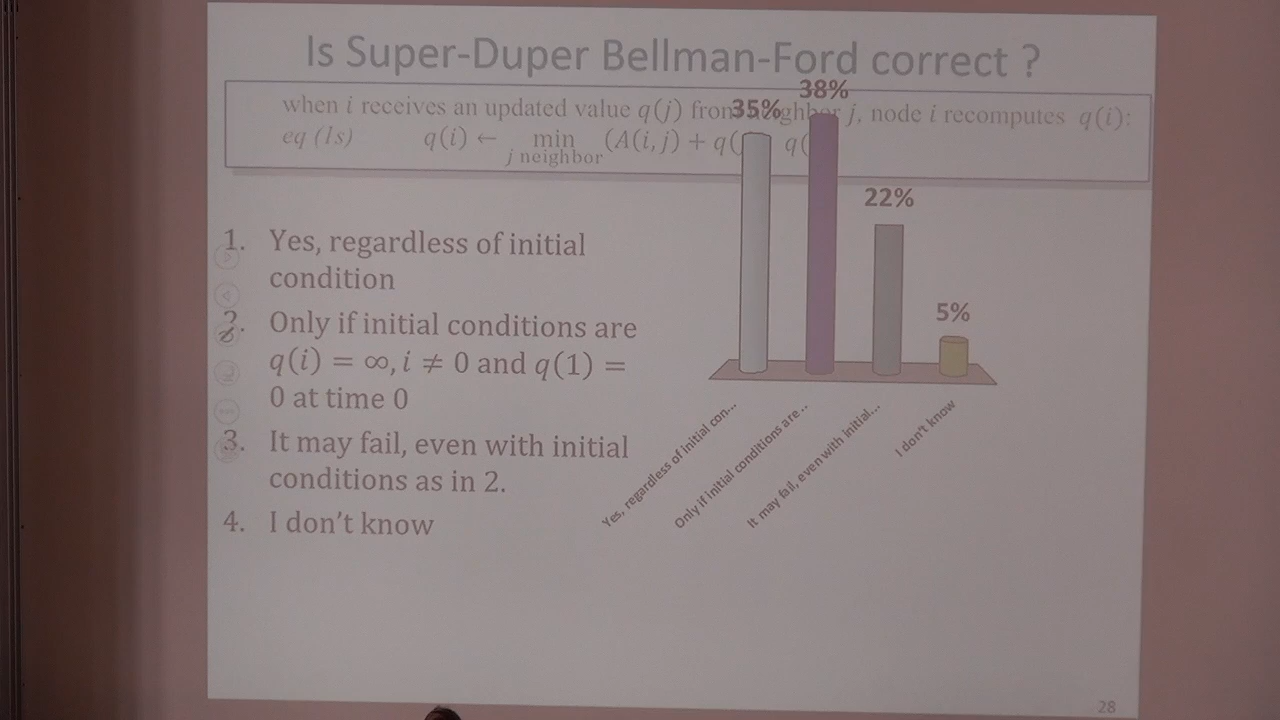 Is Super-Duper Bellman-Ford correct ?
when i receives an updated value q(j) from j, node i recomputes q(i):
eq (1s) q(i) ← min (A(i,j) + q(
j neighbor
35%
38%
22%
5%
1. Yes, regardless of initial
condition
2. Only if initial conditions are
q(i) = ∞, i ≠ 0 and q(1) =
0 at time 0
3. It may fail, even with initial
conditions as in 2.
4. I don't know
Yes, regardless of initial con...
Only if initial conditions are...
It may fail, even with initial...
I don't know
28